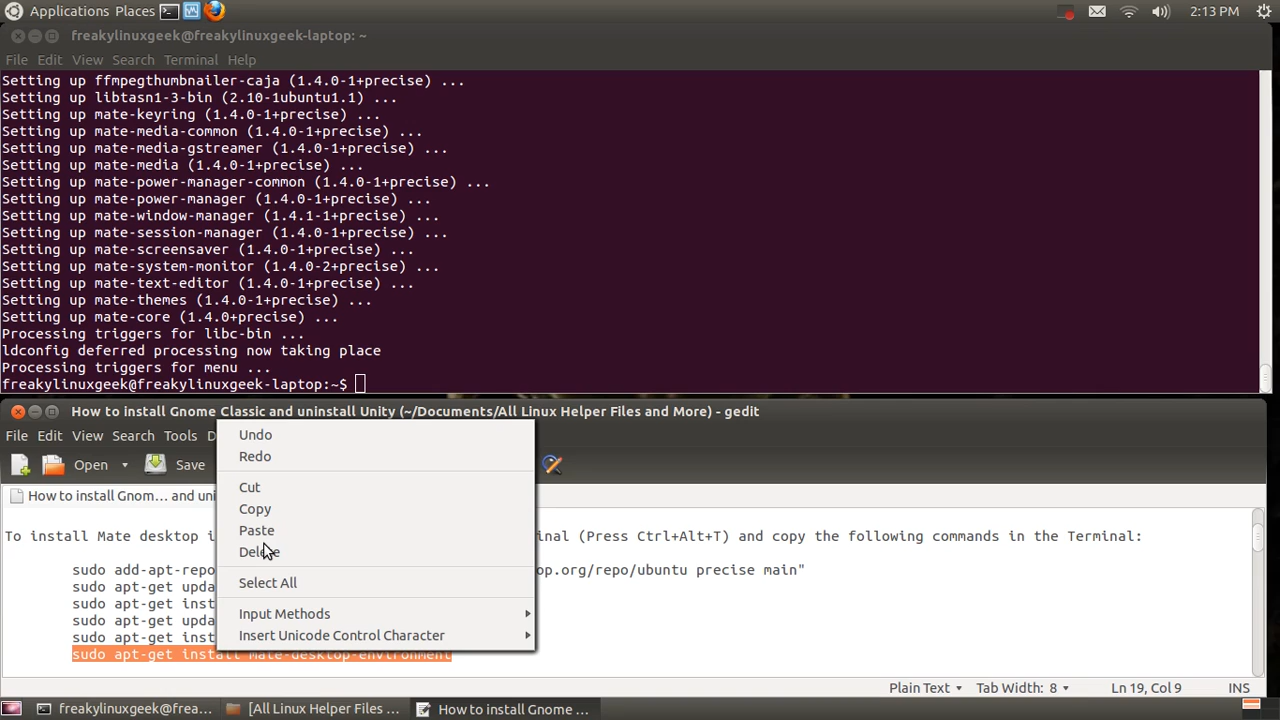 Applications Places 2:13 PM
freakylinuxgeek@freakylinuxgeek-laptop: ~
File Edit View Search Terminal Help
Setting up ffmpegthumbnailer-caja (1.4.0-1+precise) ...
Setting up libtasn1-3-bin (2.10-1ubuntu1.1) ...
Setting up mate-keyring (1.4.0-1+precise) ...
Setting up mate-media-common (1.4.0-1+precise) ...
Setting up mate-media-gstreamer (1.4.0-1+precise) ...
Setting up mate-media (1.4.0-1+precise) ...
Setting up mate-power-manager-common (1.4.0-1+precise) ...
Setting up mate-power-manager (1.4.0-1+precise) ...
Setting up mate-window-manager (1.4.1-1+precise) ...
Setting up mate-session-manager (1.4.0-1+precise) ...
Setting up mate-screensaver (1.4.0-1+precise) ...
Setting up mate-system-monitor (1.4.0-2+precise) ...
Setting up mate-text-editor (1.4.0-1+precise) ...
Setting up mate-themes (1.4.0-1+precise) ...
Setting up mate-core (1.4.0-1+precise) ...
Processing triggers for libc-bin ...
ldconfig deferred processing now taking place
Processing triggers for menu ...
freakylinuxgeek@freakylinuxgeek-laptop:~$
How to install Gnome Classic and uninstall Unity (~/Documents/All Linux Helper Files and More) - gedit
File Edit View Search Tools D
Open Save
How to install Gnom... and uni
Undo
Redo
Cut
Copy
Paste
Delete
Select All
Input Methods
Insert Unicode Control Character
To install Mate desktop i inal (Press Ctrl+Alt+T) and copy the following commands in the Terminal:
sudo add-apt-repo op.org/repo/ubuntu precise main"
sudo apt-get upda
sudo apt-get inst
sudo apt-get upda
sudo apt-get inst
sudo apt-get install mate-desktop-environment
Plain Text Tab Width: 8 Ln 19, Col 9 INS
freakylinuxgeek@frea... [All Linux Helper Files ... How to install Gnome ...